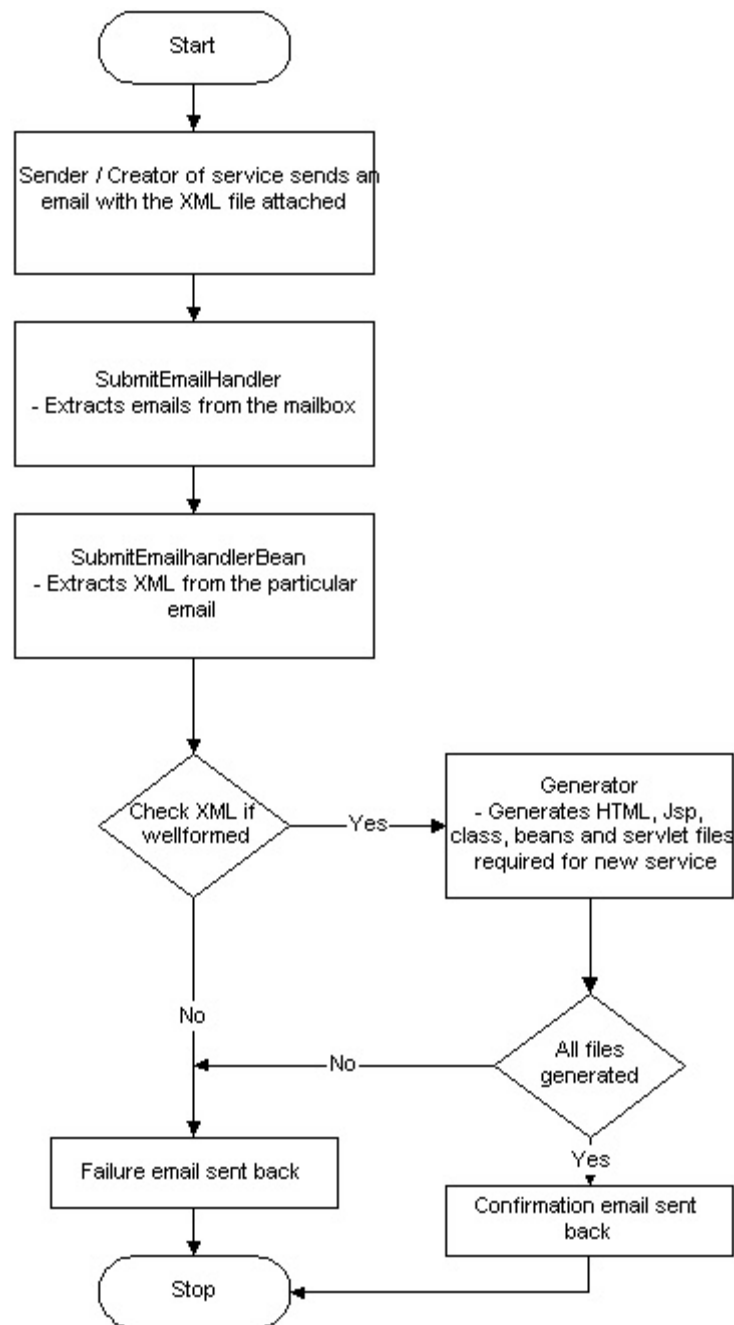 Start
Sender / Creator of service sends an
email with the XML file attached
SubmitEmailHandler
- Extracts emails from the mailbox
SubmitEmailhandlerBean
- Extracts XML from the particular
email
Check XML if
wellformed
Yes
Generator
- Generates HTML, Jsp,
class, beans and servlet files
required for new service
No
All files
generated
No
Yes
Failure email sent back
Confirmation email sent
back
Stop